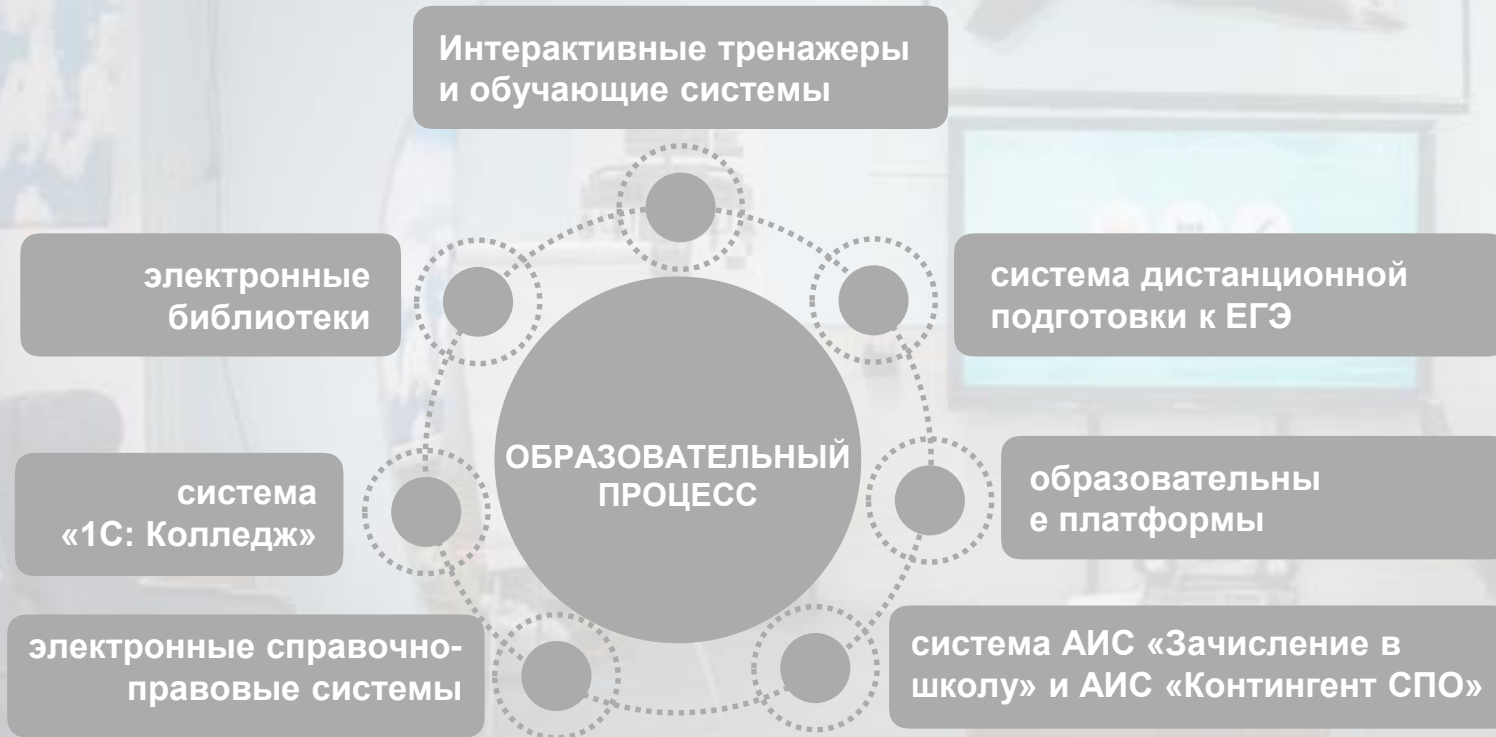 Интерактивные тренажеры
и обучающие системы
электронные
библиотеки
система дистанционной
подготовки к ЕГЭ
ОБРАЗОВАТЕЛЬНЫЙ
ПРОЦЕСС
система
«1С: Колледж»
образовательны
е платформы
электронные справочно-
правовые системы
система АИС «Зачисление в
школу» и АИС «Контингент СПО»